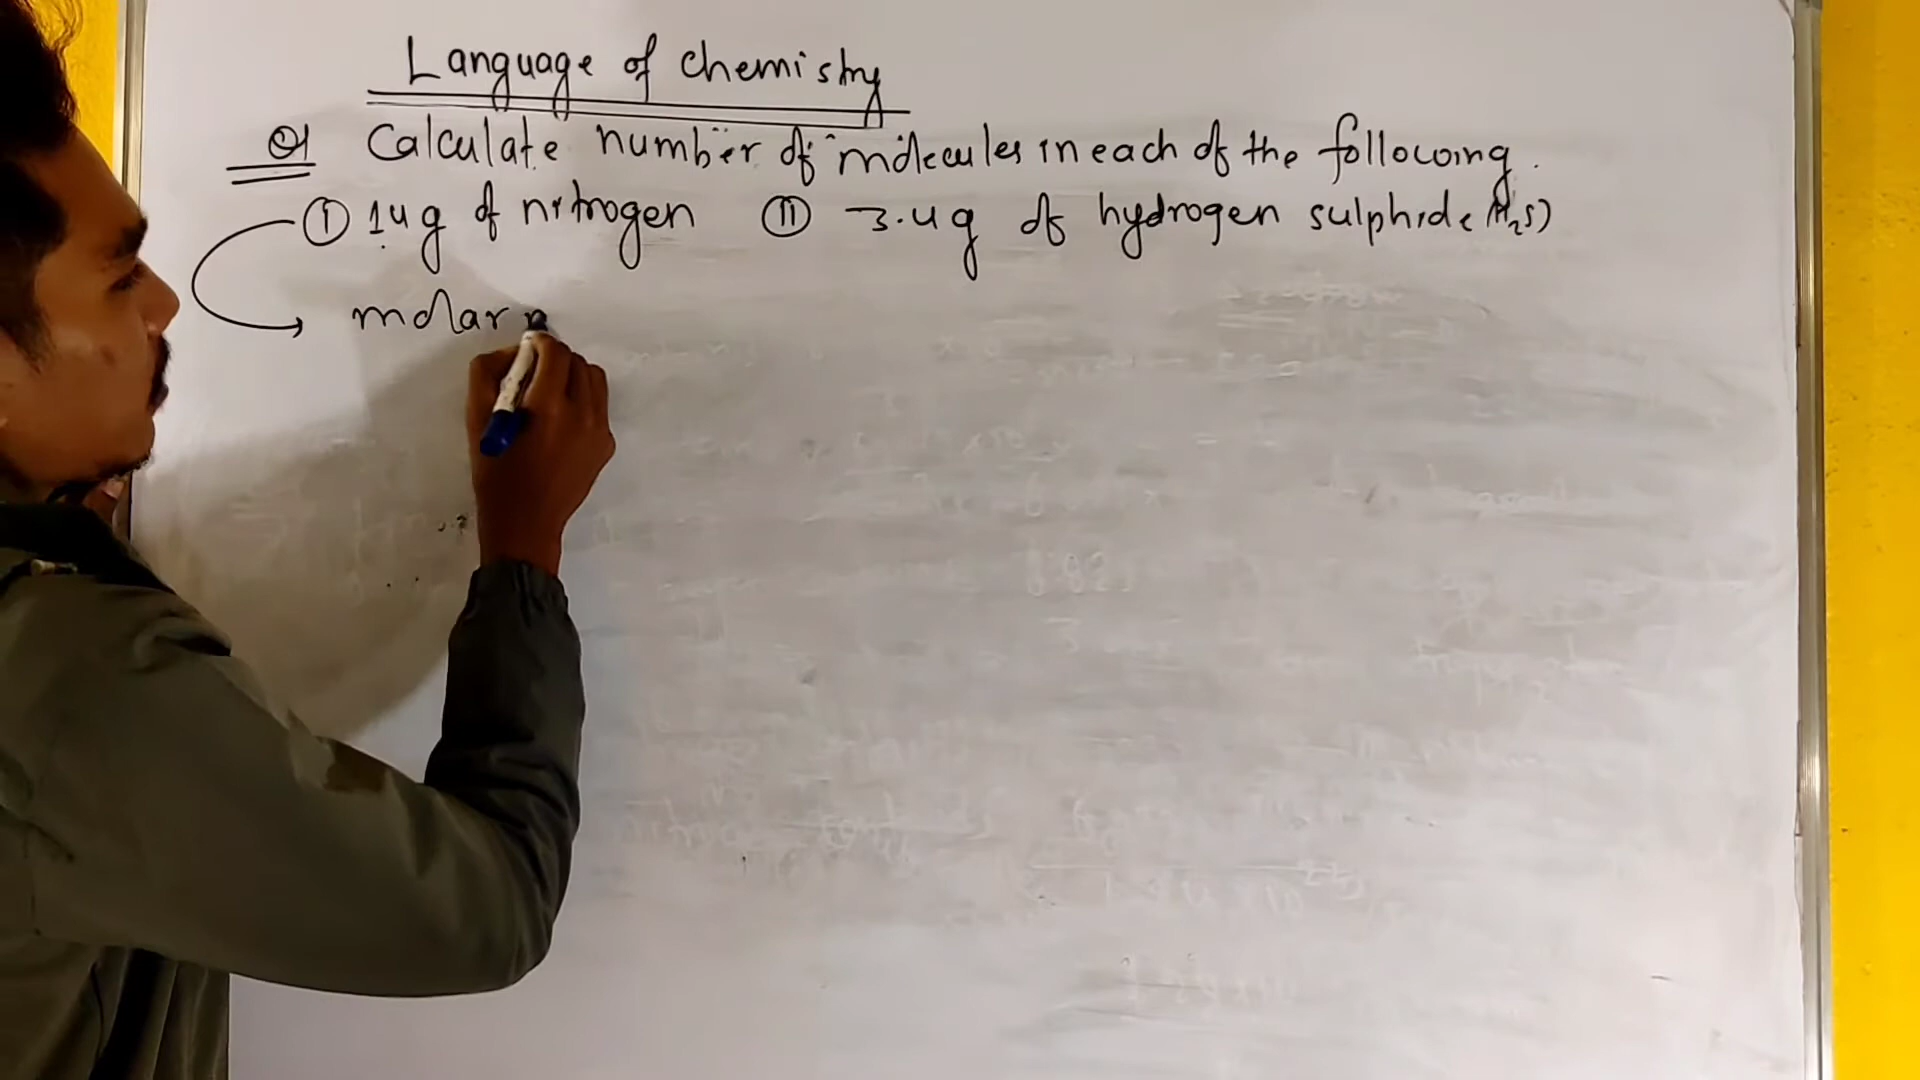 Language of chemistry
Q1 Calculate number of molecules in each of the following.
(I) 14g of nitrogen (II) 3.4g of hydrogen sulphide (H₂S)
molar